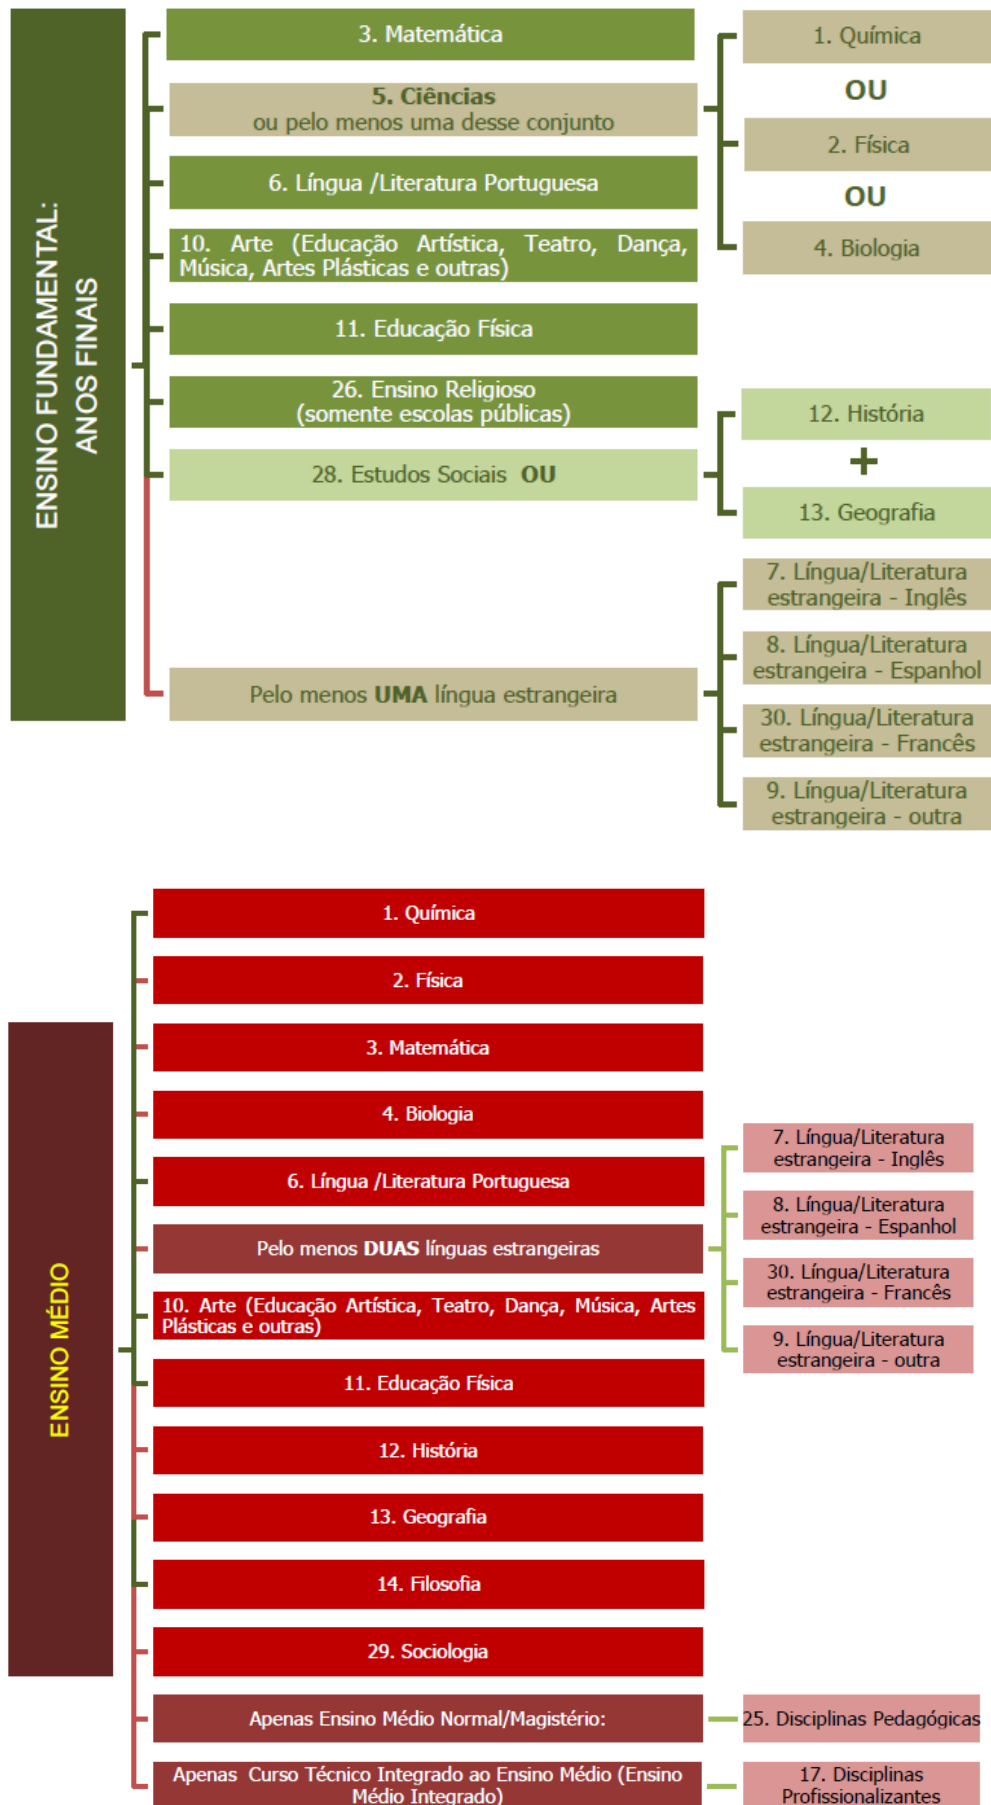 ENSINO FUNDAMENTAL:
ANOS FINAIS
3. Matemática
5. Ciências
ou pelo menos uma desse conjunto
1. Química
OU
2. Física
OU
4. Biologia
6. Língua /Literatura Portuguesa
10. Arte (Educação Artística, Teatro, Dança,
Música, Artes Plásticas e outras)
11. Educação Física
26. Ensino Religioso
(somente escolas públicas)
28. Estudos Sociais OU
12. História
+
13. Geografia
Pelo menos UMA língua estrangeira
7. Língua/Literatura
estrangeira - Inglês
8. Língua/Literatura
estrangeira - Espanhol
30. Língua/Literatura
estrangeira - Francês
9. Língua/Literatura
estrangeira - outra
ENSINO MÉDIO
1. Química
2. Física
3. Matemática
4. Biologia
6. Língua /Literatura Portuguesa
Pelo menos DUAS línguas estrangeiras
7. Língua/Literatura
estrangeira - Inglês
8. Língua/Literatura
estrangeira - Espanhol
30. Língua/Literatura
estrangeira - Francês
9. Língua/Literatura
estrangeira - outra
10. Arte (Educação Artística, Teatro, Dança, Música, Artes
Plásticas e outras)
11. Educação Física
12. História
13. Geografia
14. Filosofia
29. Sociologia
Apenas Ensino Médio Normal/Magistério:
25. Disciplinas Pedagógicas
Apenas Curso Técnico Integrado ao Ensino Médio (Ensino
Médio Integrado)
17. Disciplinas
Profissionalizantes